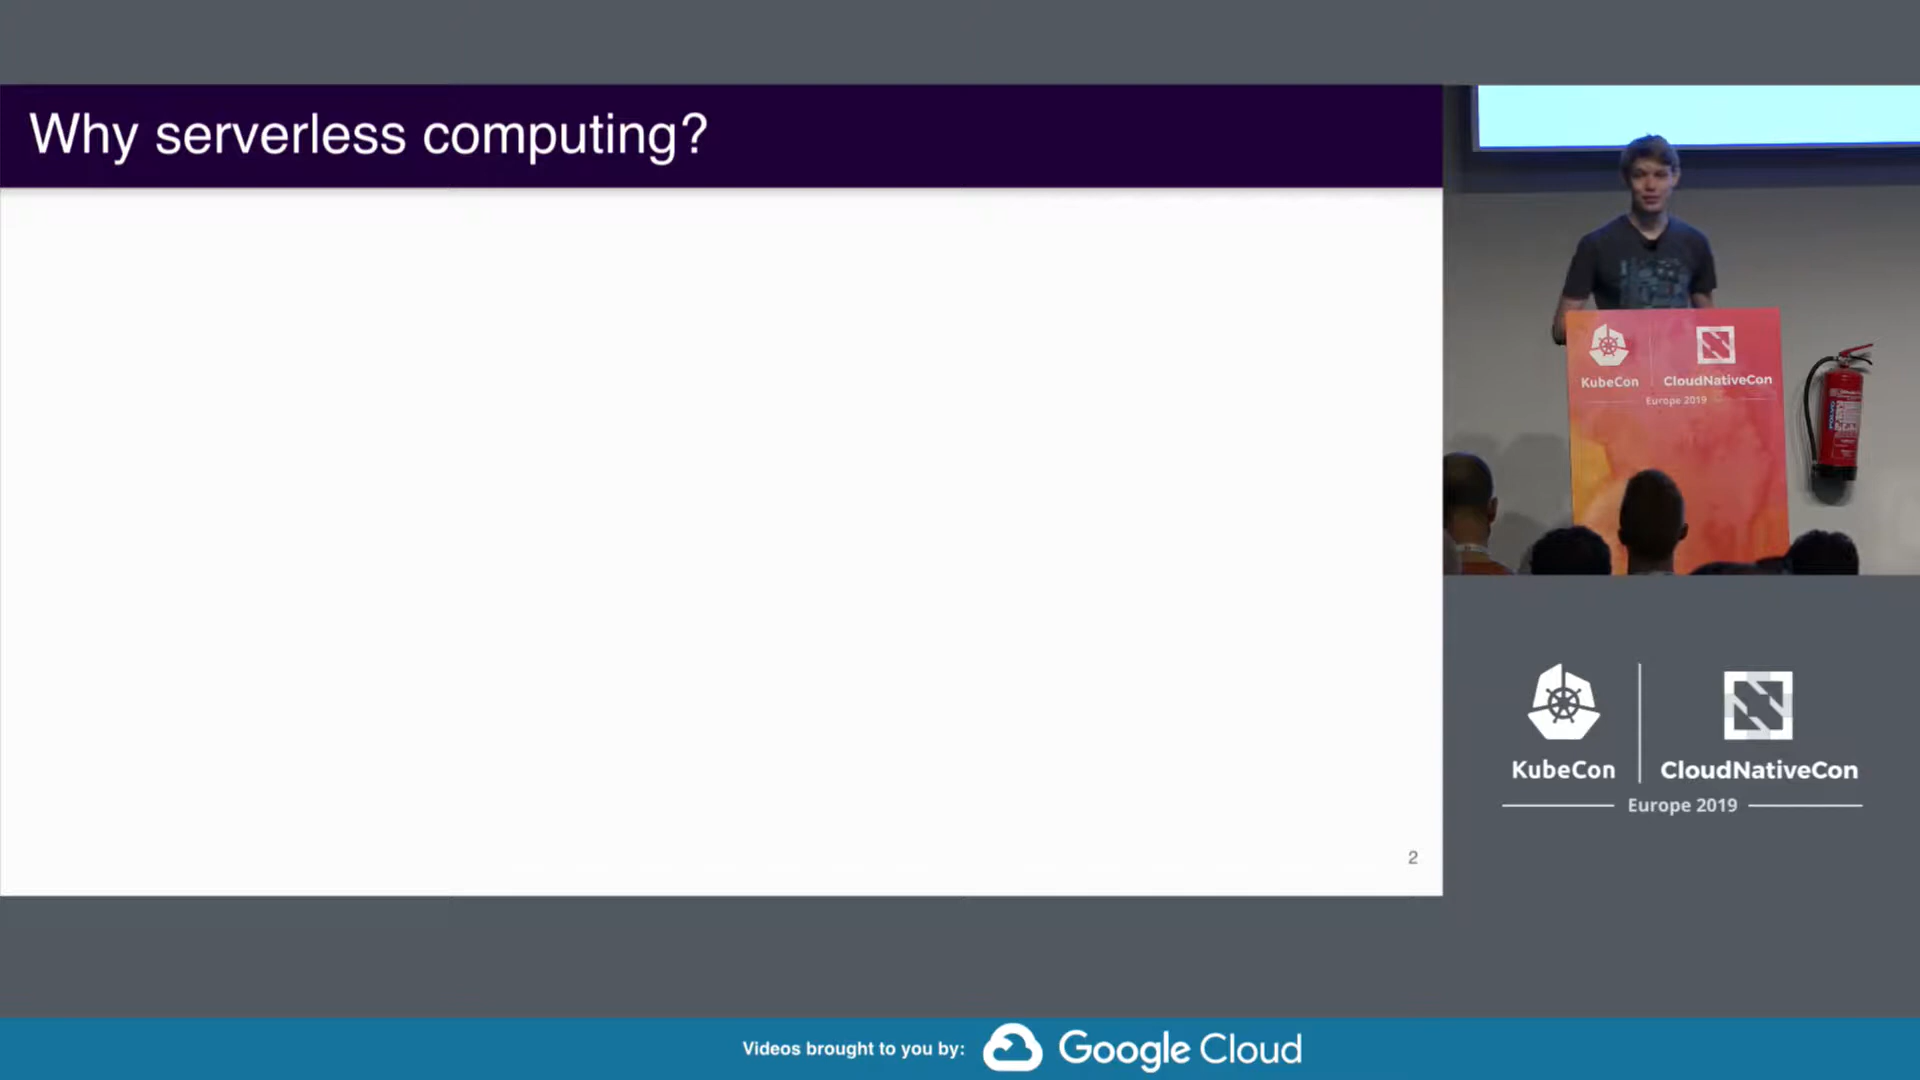 Why serverless computing?
2
KubeCon
CloudNativeCon
Europe 2019
KubeCon
CloudNativeCon
Europe 2019
Videos brought to you by:
Google Cloud